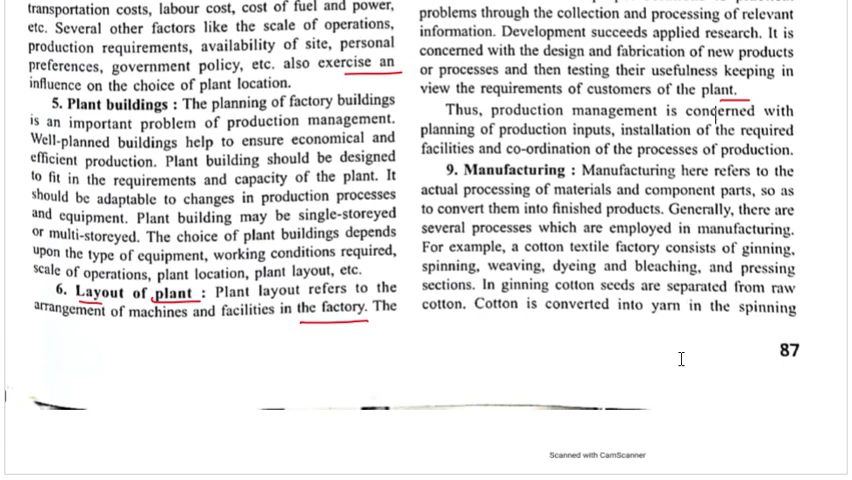 transportation costs, labour cost, cost of fuel and power,
etc. Several other factors like the scale of operations,
production requirements, availability of site, personal
preferences, government policy, etc. also exercise an
influence on the choice of plant location.
5. Plant buildings : The planning of factory buildings
is an important problem of production management.
Well-planned buildings help to ensure economical and
efficient production. Plant building should be designed
to fit in the requirements and capacity of the plant. It
should be adaptable to changes in production processes
and equipment. Plant building may be single-storeyed
or multi-storeyed. The choice of plant buildings depends
upon the type of equipment, working conditions required,
scale of operations, plant location, plant layout, etc.
6. Layout of plant : Plant layout refers to the
arrangement of machines and facilities in the factory. The
problems through the collection and processing of relevant
information. Development succeeds applied research. It is
concerned with the design and fabrication of new products
or processes and then testing their usefulness keeping in
view the requirements of customers of the plant.
Thus, production management is concerned with
planning of production inputs, installation of the required
facilities and co-ordination of the processes of production.
9. Manufacturing : Manufacturing here refers to the
actual processing of materials and component parts, so as
to convert them into finished products. Generally, there are
several processes which are employed in manufacturing.
For example, a cotton textile factory consists of ginning,
spinning, weaving, dyeing and bleaching, and pressing
sections. In ginning cotton seeds are separated from raw
cotton. Cotton is converted into yarn in the spinning
87
Scanned with CamScanner